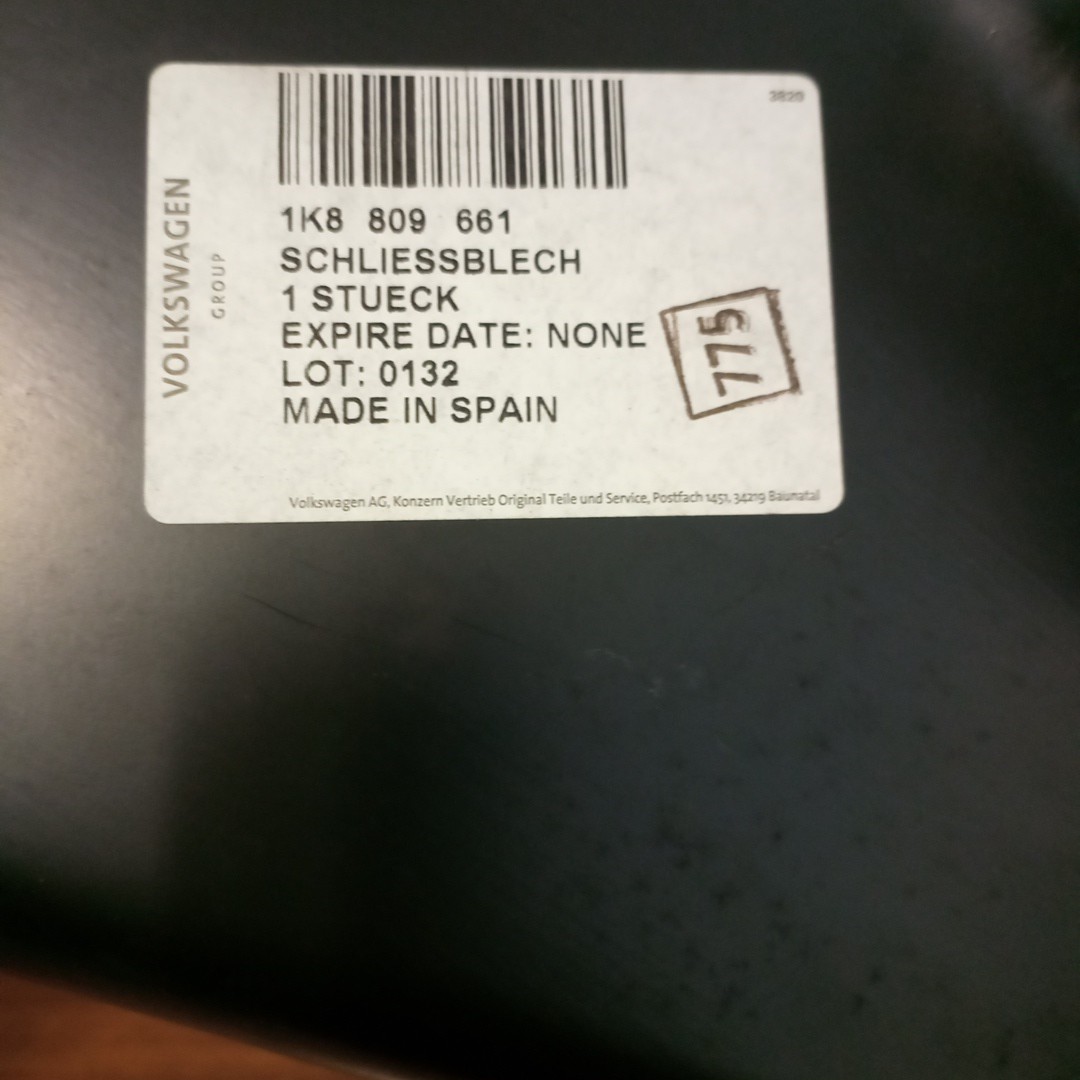 3820
VOLKSWAGEN
GROUP
1K8 809 661
SCHLIESSBLECH
1 STUECK
EXPIRE DATE: NONE
LOT: 0132
MADE IN SPAIN
775
Volkswagen AG, Konzern Vertrieb Original Teile und Service, Postfach 1451, 34219 Baunatal